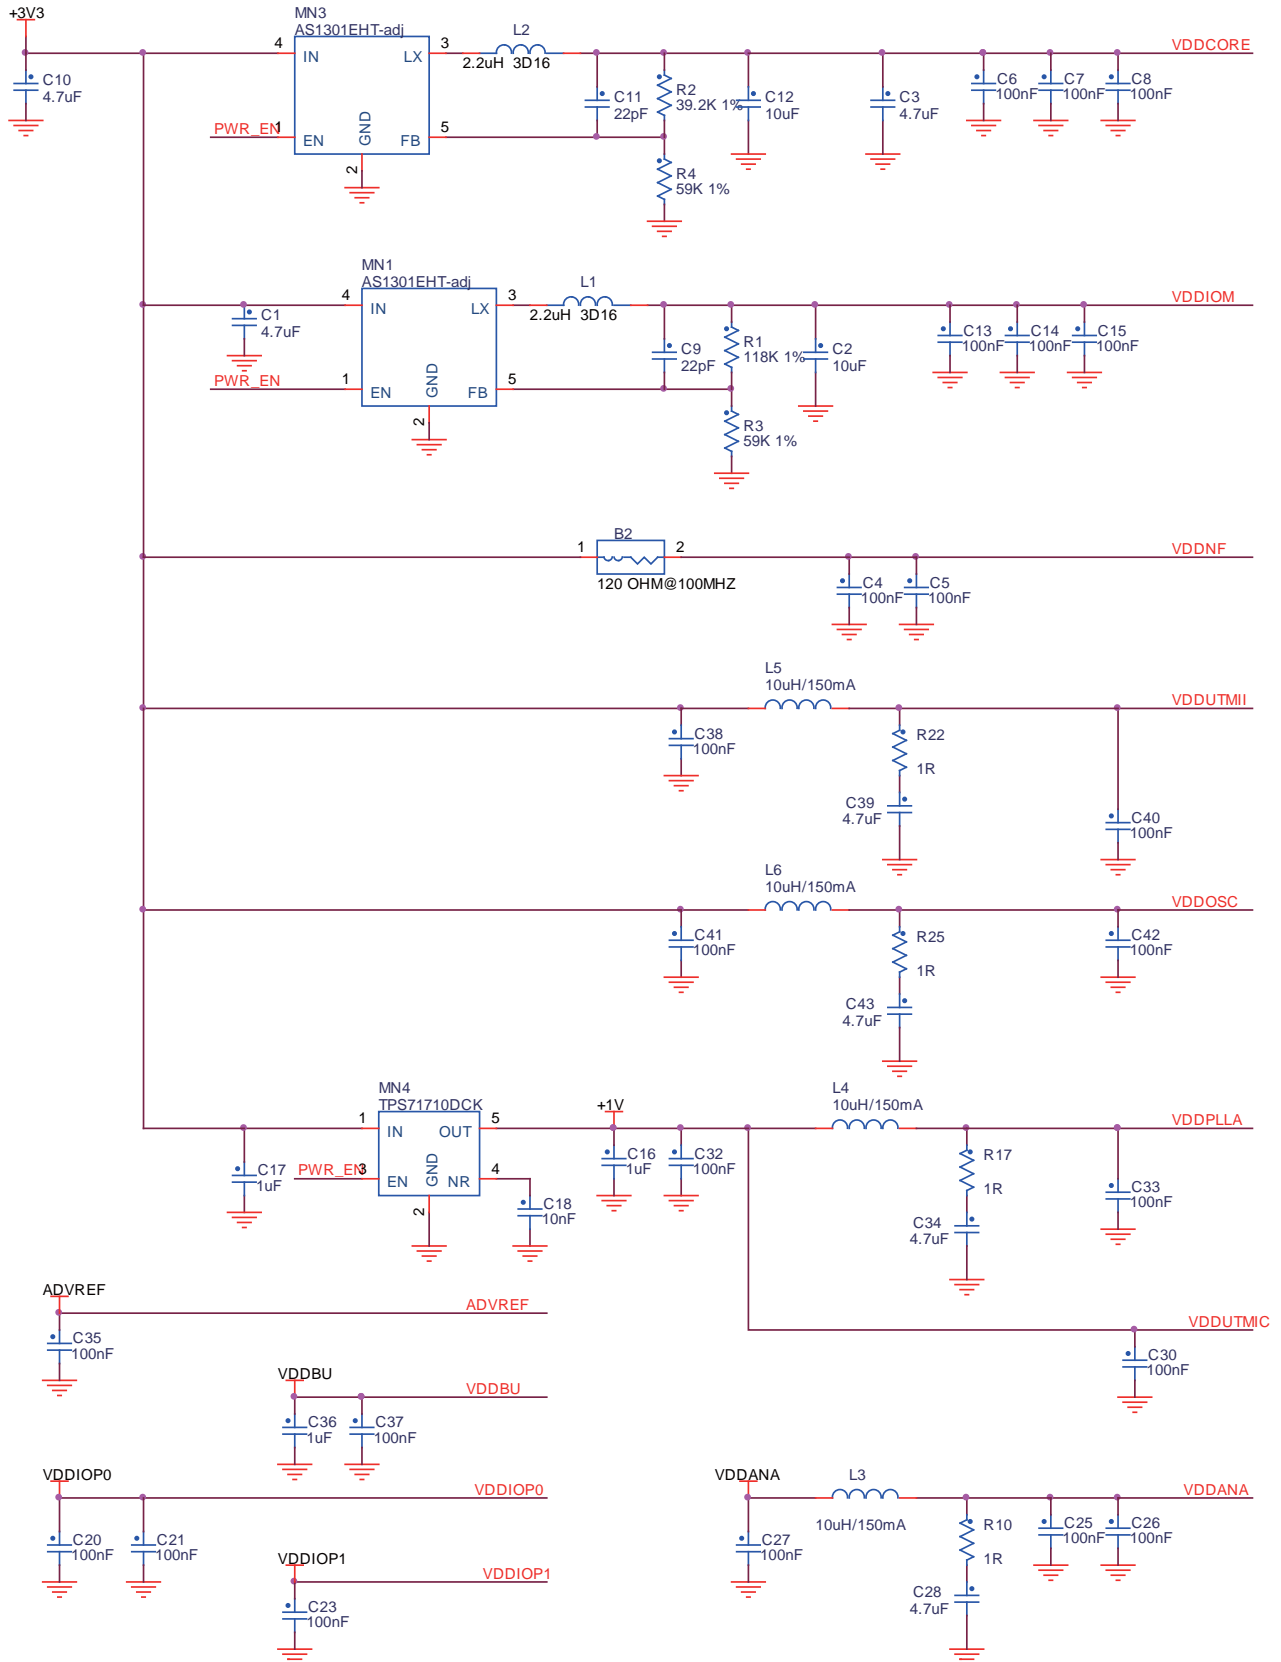 +3V3
MN3
AS1301EHT-adj
4 IN LX 3
L2
2.2uH 3D16
VDDCORE
C10
4.7uF
PWR_EN 1 EN GND FB 5
2
C11
22pF
R2
39.2K 1%
C12
10uF
C3
4.7uF
C6
100nF
C7
100nF
C8
100nF
R4
59K 1%
MN1
AS1301EHT-adj
4 IN LX 3
L1
2.2uH 3D16
VDDIOM
C1
4.7uF
PWR_EN 1 EN GND FB 5
2
C9
22pF
R1
118K 1%
C2
10uF
C13
100nF
C14
100nF
C15
100nF
R3
59K 1%
B2
1 2
120 OHM@100MHZ
VDDNF
C4
100nF
C5
100nF
L5
10uH/150mA
VDDUTMII
C38
100nF
R22
1R
C39
4.7uF
C40
100nF
L6
10uH/150mA
VDDOSC
C41
100nF
R25
1R
C42
100nF
C43
4.7uF
MN4
TPS71710DCK
1 IN OUT 5
+1V
L4
10uH/150mA
VDDPLLA
C17
1uF
PWR_EN 3 EN GND NR 4
2
C18
10nF
C16
1uF
C32
100nF
R17
1R
C34
4.7uF
C33
100nF
ADVREF
ADVREF
C35
100nF
VDDUTMIC
C30
100nF
VDDBU
VDDBU
C36
1uF
C37
100nF
VDDIOP0
VDDIOP0
C20
100nF
C21
100nF
VDDIOP1
VDDIOP1
C23
100nF
VDDANA
L3
10uH/150mA
VDDANA
C27
100nF
R10
1R
C28
4.7uF
C25
100nF
C26
100nF